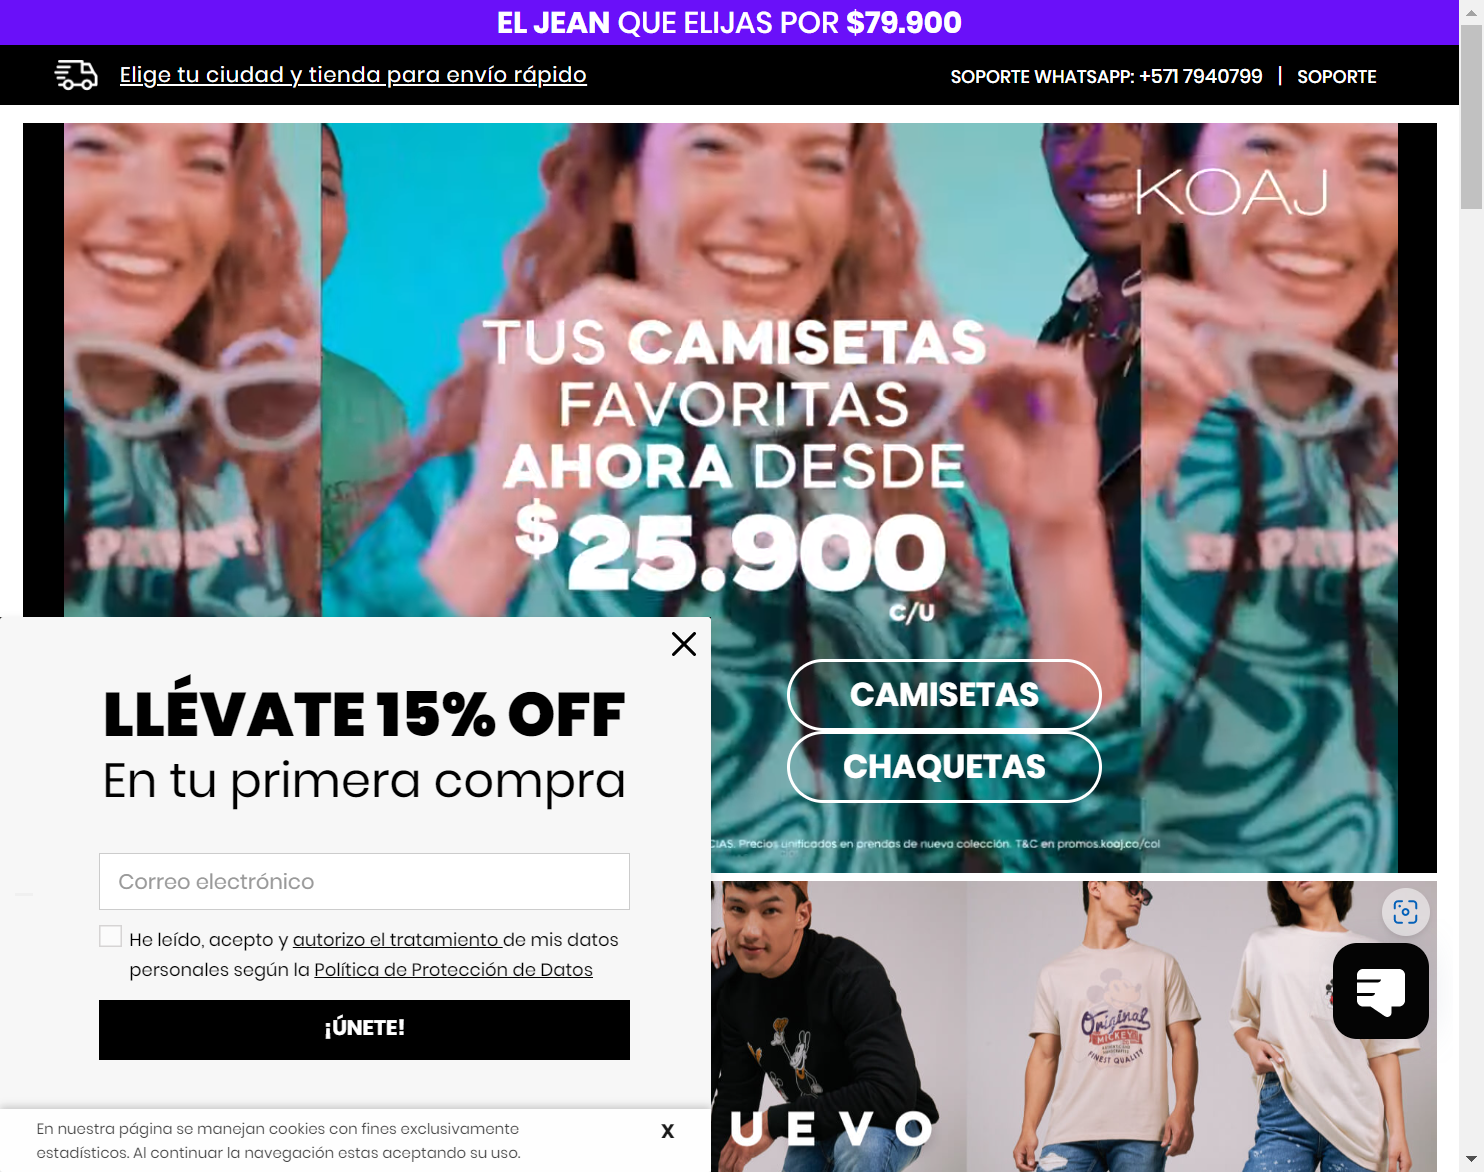 EL JEAN QUE ELIJAS POR $79.900
Elige tu ciudad y tienda para envío rápido
SOPORTE WHATSAPP: +571 7940799 | SOPORTE
KOAJ
TUS CAMISETAS
FAVORITAS
AHORA DESDE
$25.900
C/U
CAMISETAS
CHAQUETAS
Precios unificados en prendas de nueva colección. T&C en promos.koaj.co/col
LLÉVATE 15% OFF
En tu primera compra
Correo electrónico
He leído, acepto y autorizo el tratamiento de mis datos
personales según la Política de Protección de Datos
¡ÚNETE!
Original
MICKEY
FINEST QUALITY
UEVO
En nuestra página se manejan cookies con fines exclusivamente
estadísticos. Al continuar la navegación estas aceptando su uso.
X